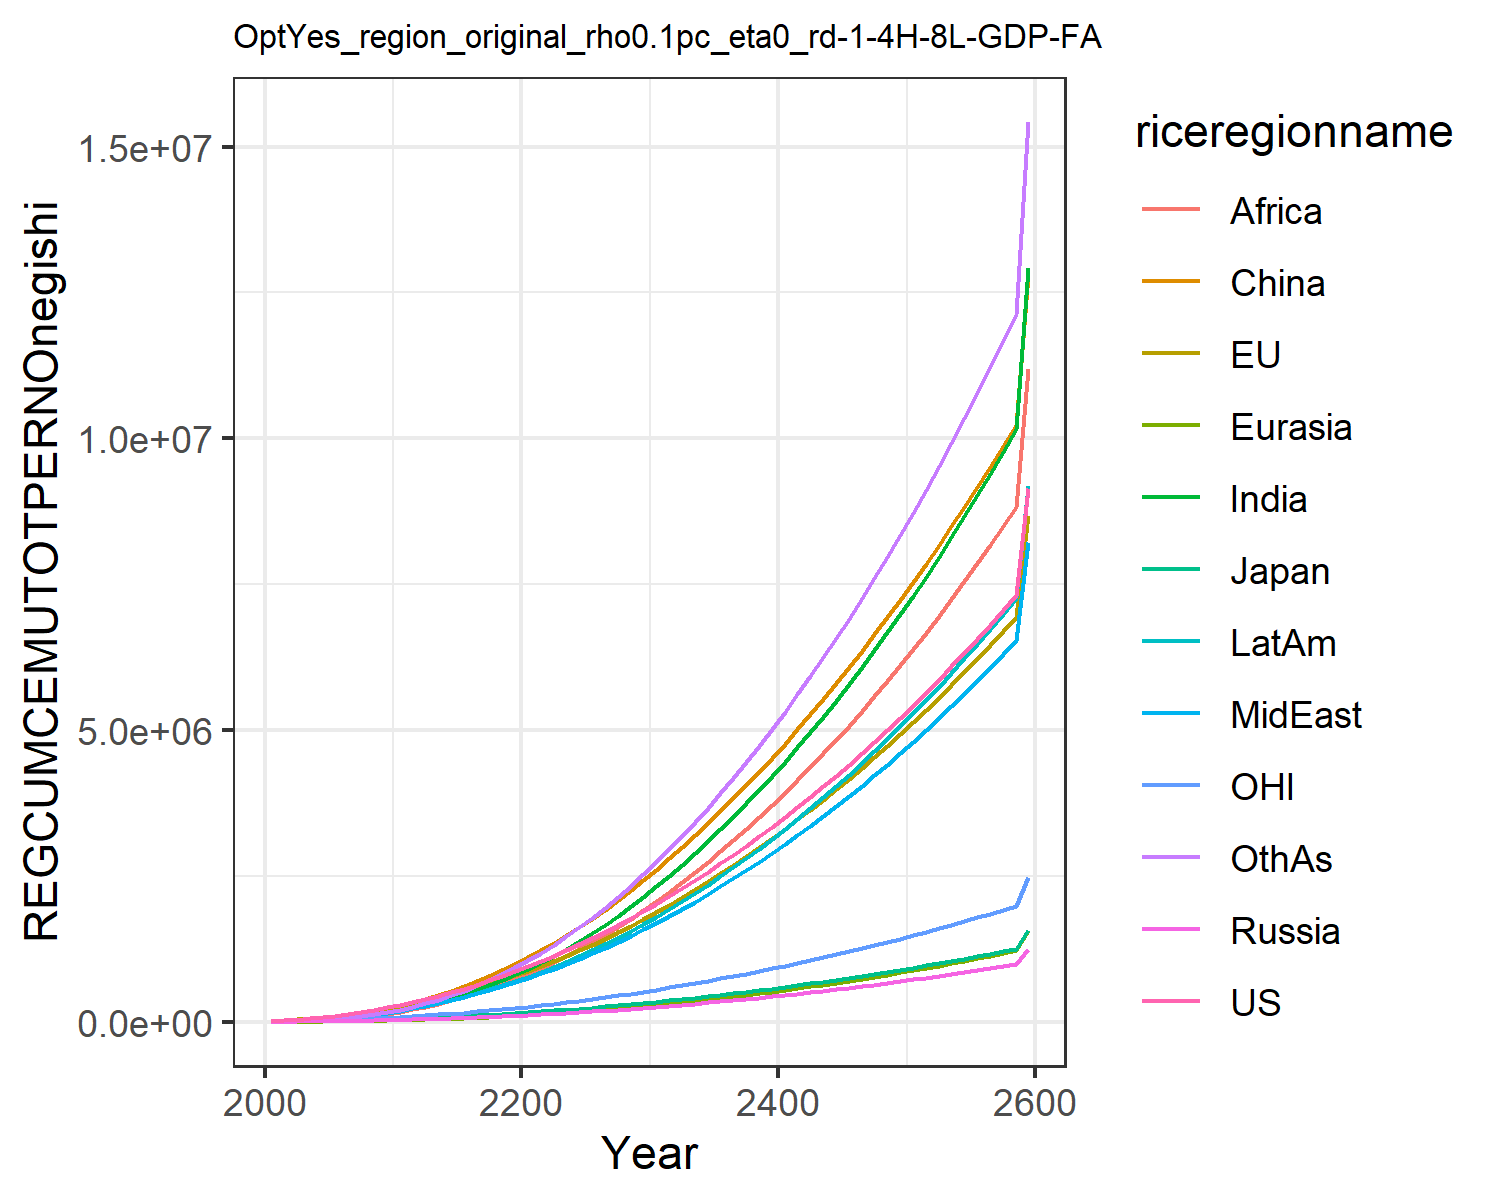 OptYes_region_original_rho0.1pc_eta0_rd-1-4H-8L-GDP-FA
REGCUMCEMUTOTPERNOnegishi
1.5e+07
1.0e+07
5.0e+06
0.0e+00
2000
2200
2400
2600
Year
riceregionname
Africa
China
EU
Eurasia
India
Japan
LatAm
MidEast
OHI
OthAs
Russia
US